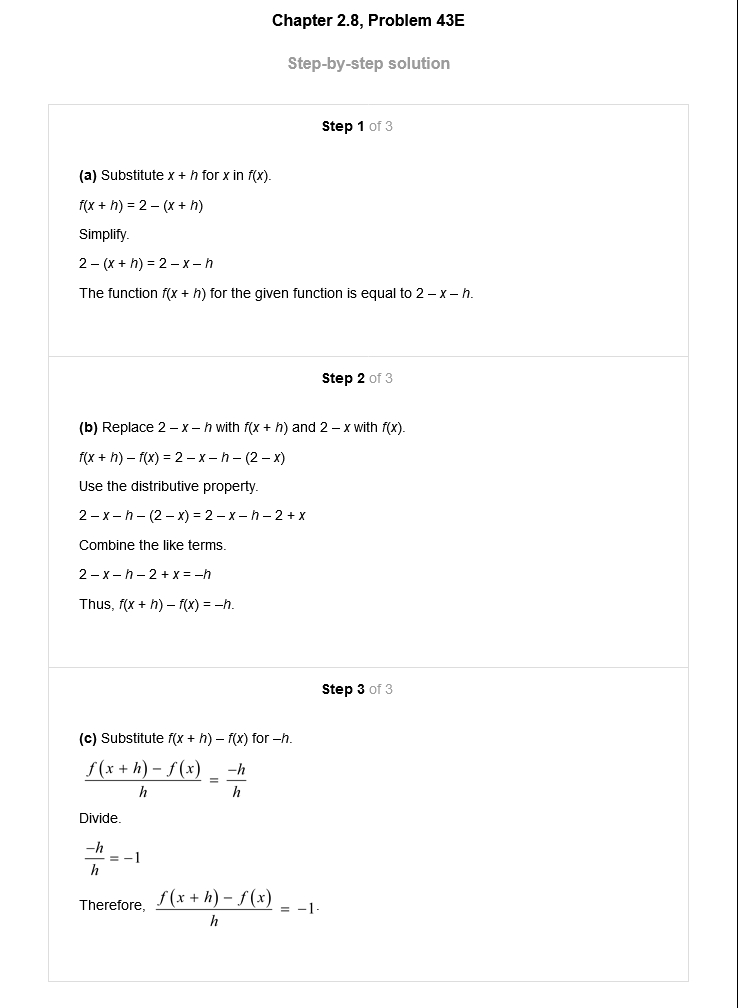 Chapter 2.8, Problem 43E
Step-by-step solution
Step 1 of 3
(a) Substitute x + h for x in f(x).
f(x + h) = 2 – (x + h)
Simplify.
2 – (x + h) = 2 – x – h
The function f(x + h) for the given function is equal to 2 – x – h.
Step 2 of 3
(b) Replace 2 – x – h with f(x + h) and 2 – x with f(x).
f(x + h) – f(x) = 2 – x – h – (2 – x)
Use the distributive property.
2 – x – h – (2 – x) = 2 – x – h – 2 + x
Combine the like terms.
2 – x – h – 2 + x = –h
Thus, f(x + h) – f(x) = –h.
Step 3 of 3
(c) Substitute f(x + h) – f(x) for –h.
\frac{f(x + h) − f(x)}{h} = \frac{−h}{h}
Divide.
\frac{−h}{h} = −1
Therefore, \frac{f(x + h) − f(x)}{h} = −1.